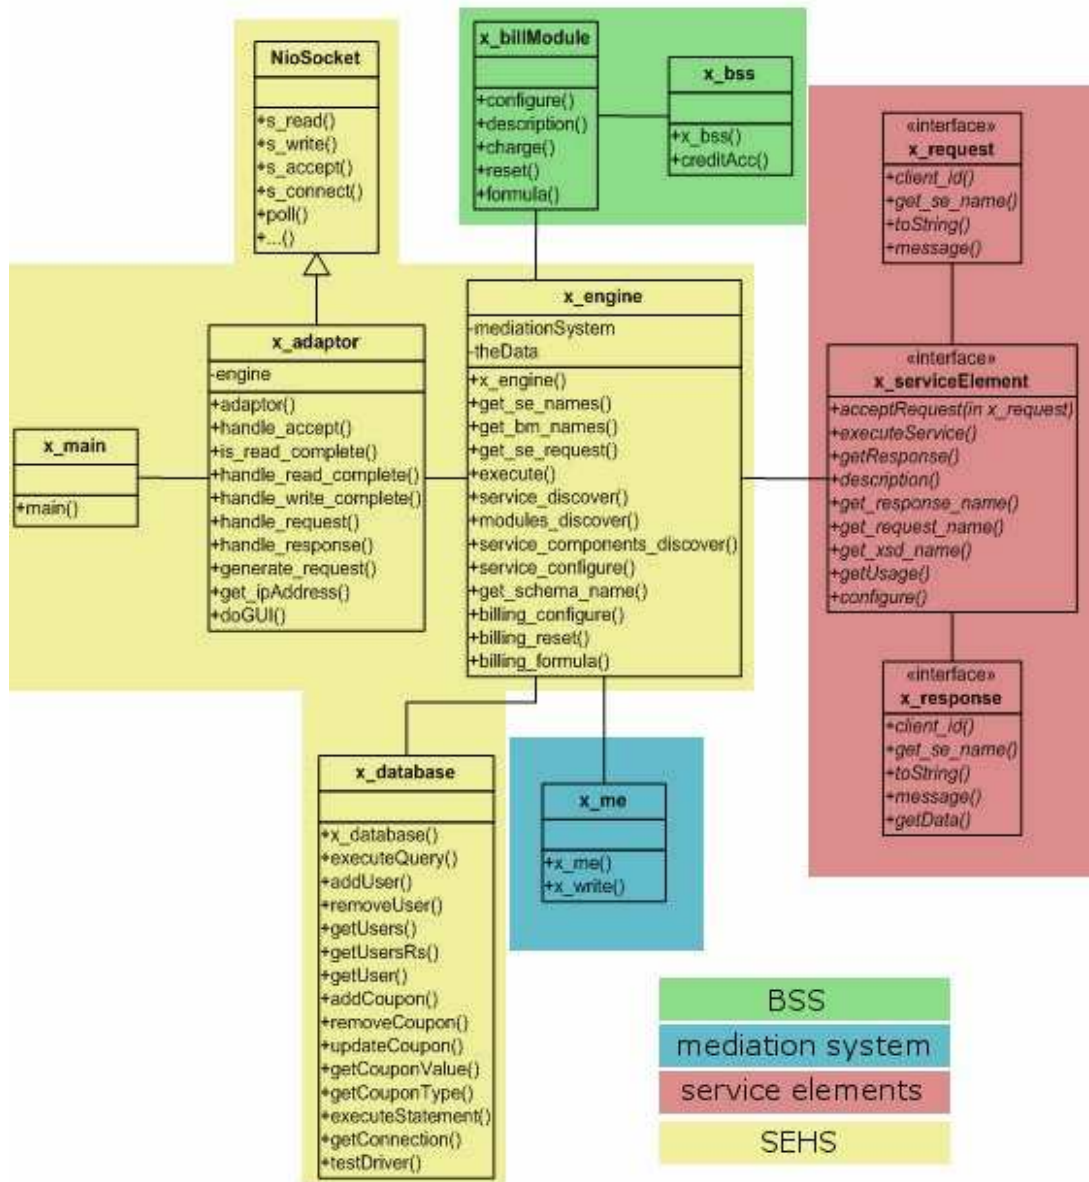 NioSocket
+s_read()
+s_write()
+s_accept()
+s_connect()
+poll()
+...()
x_billModule
+configure()
+description()
+charge()
+reset()
+formula()
x_bss
+x_bss()
+creditAcc()
«interface»
x_request
+client_id()
+get_se_name()
+toString()
+message()
x_main
+main()
x_adaptor
-engine
+adaptor()
+handle_accept()
+is_read_complete()
+handle_read_complete()
+handle_write_complete()
+handle_request()
+handle_response()
+generate_request()
+get_ipAddress()
+doGUI()
x_engine
-mediationSystem
-theData
+x_engine()
+get_se_names()
+get_bm_names()
+get_se_request()
+execute()
+service_discover()
+modules_discover()
+service_components_discover()
+service_configure()
+get_schema_name()
+billing_configure()
+billing_reset()
+billing_formula()
«interface»
x_serviceElement
+acceptRequest(in x_request)
+executeService()
+getResponse()
+description()
+get_response_name()
+get_request_name()
+get_xsd_name()
+getUsage()
+configure()
«interface»
x_response
+client_id()
+get_se_name()
+toString()
+message()
+getData()
x_database
+x_database()
+executeQuery()
+addUser()
+removeUser()
+getUsers()
+getUsersRs()
+getUser()
+addCoupon()
+removeCoupon()
+updateCoupon()
+getCouponValue()
+getCouponType()
+executeStatement()
+getConnection()
+testDriver()
x_me
+x_me()
+x_write()
BSS
mediation system
service elements
SEHS